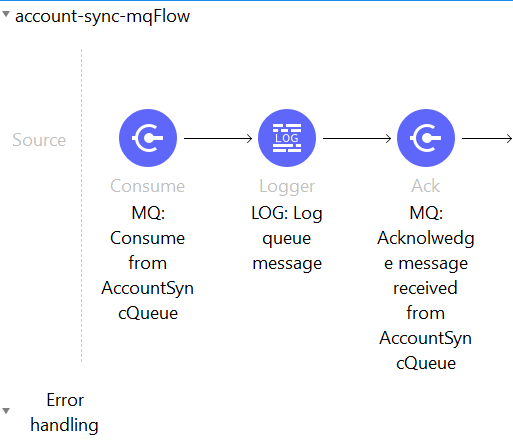 account-sync-mqFlow
Source
LOG
Consume
MQ:
Consume
from
AccountSyn
cQueue
Logger
LOG: Log
queue
message
Ack
MQ:
Acknolwedg
e message
received
from
AccountSyn
cQueue
Error
handling